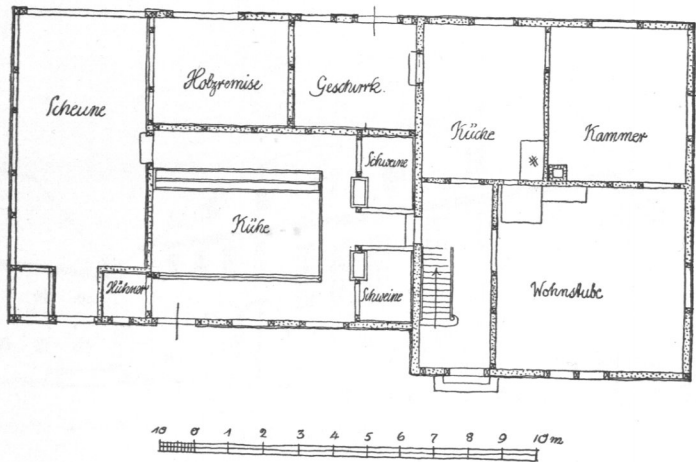 Scheune
Holzremise
Geschirrk.
Küche
Kammer
Schweine
Kühe
Hühner
Schweine
Wohnstube
10 0 1 2 3 4 5 6 7 8 9 10 m